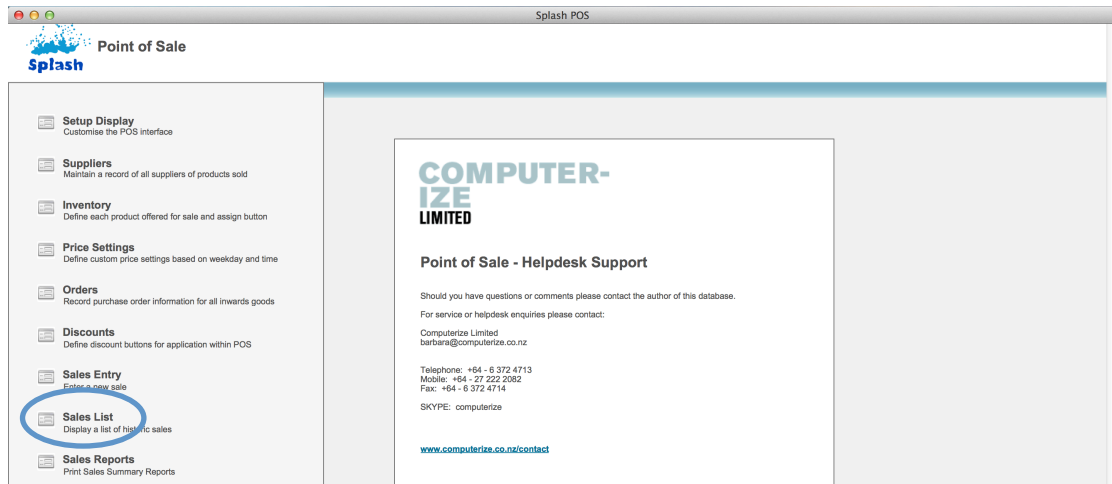 Splash POS
Splash
Point of Sale
Setup Display
Customise the POS interface
Suppliers
Maintain a record of all suppliers of products sold
Inventory
Define each product offered for sale and assign button
Price Settings
Define custom price settings based on weekday and time
Orders
Record purchase order information for all inwards goods
Discounts
Define discount buttons for application within POS
Sales Entry
Enter a new sale
Sales List
Display a list of historic sales
Sales Reports
Print Sales Summary Reports
COMPUTER-
IZE
LIMITED
Point of Sale - Helpdesk Support
Should you have questions or comments please contact the author of this database.
For service or helpdesk enquiries please contact:
Computerize Limited
barbara@computerize.co.nz
Telephone: +64 - 6 372 4713
Mobile: +64 - 27 222 2082
Fax: +64 - 6 372 4714
SKYPE: computerize
www.computerize.co.nz/contact